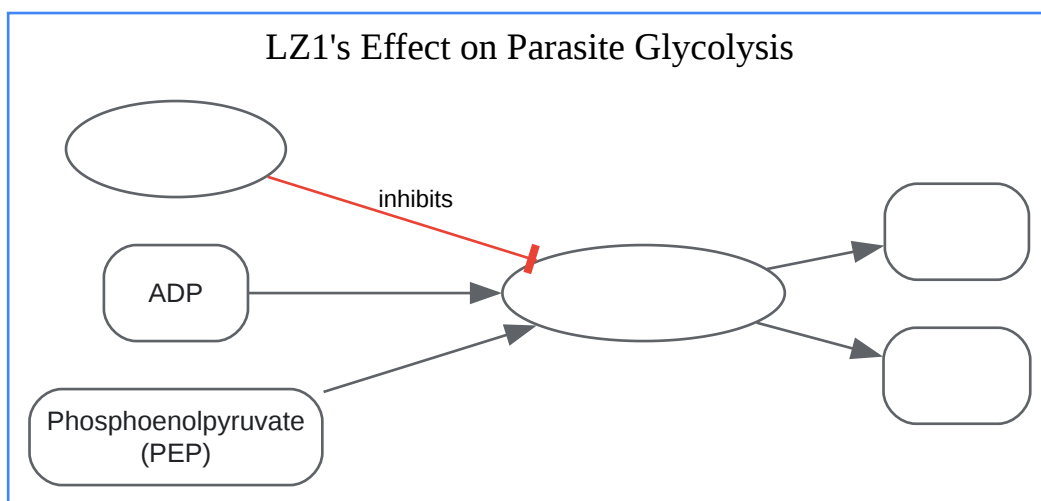 LZ1's Effect on Parasite Glycolysis
inhibits
ADP
Phosphoenolpyruvate
(PEP)